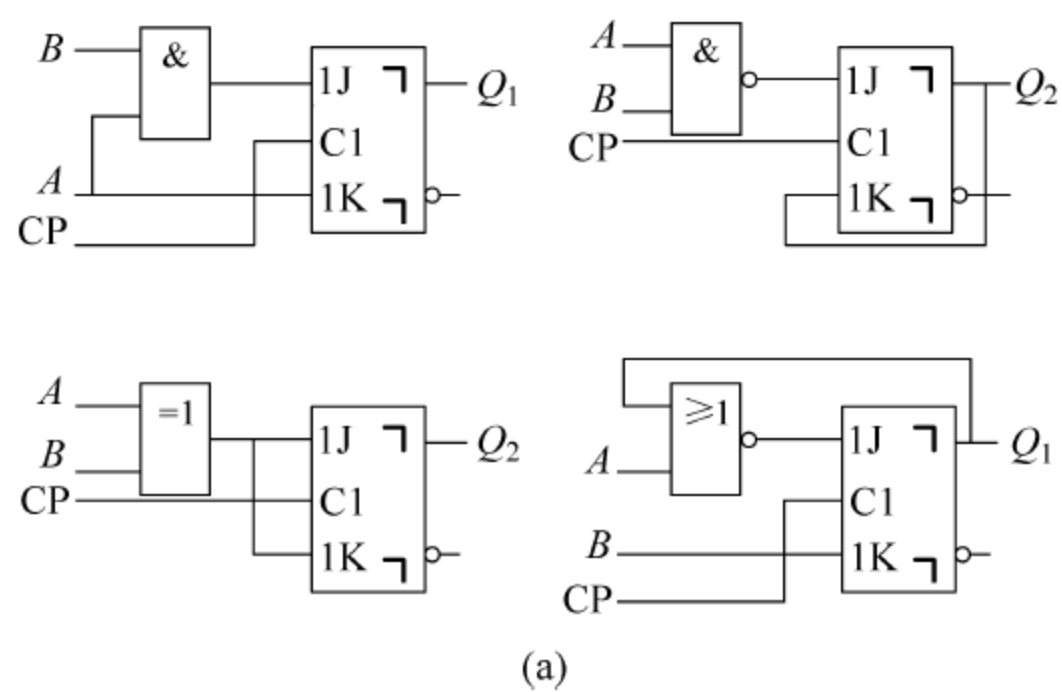 B & 1J Q₁
C1
A 1K
CP
A & 1J Q₂
B
CP C1
1K
A =1 1J Q₂
B
CP C1
1K
≥1 1J Q₁
A
C1
B 1K
CP
(a)